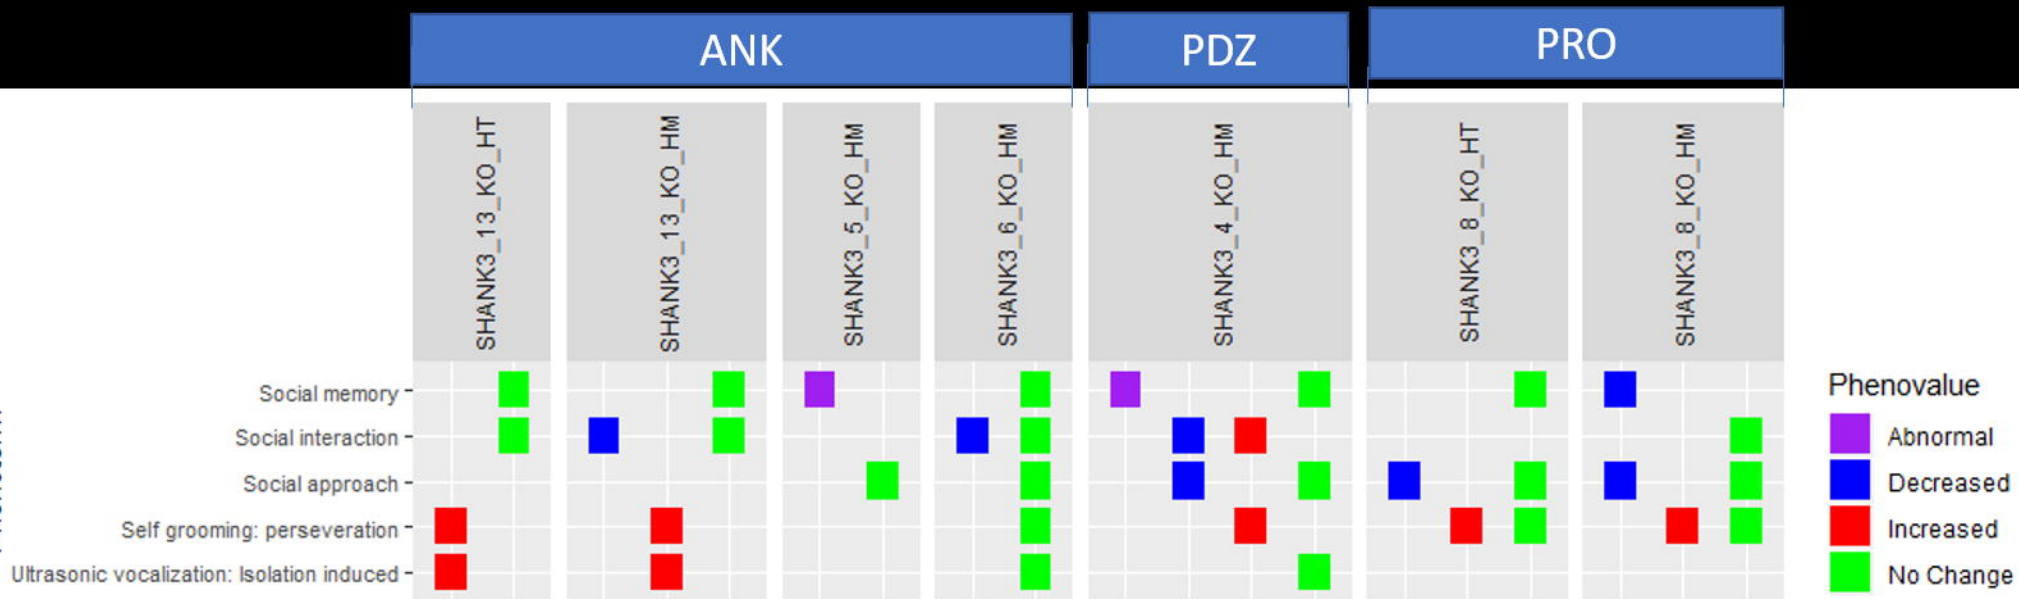 ANK
PDZ
PRO
SHANK3_13_KO_HT
SHANK3_13_KO_HM
SHANK3_5_KO_HM
SHANK3_6_KO_HM
SHANK3_4_KO_HM
SHANK3_8_KO_HT
SHANK3_8_KO_HM
Social memory
Social interaction
Social approach
Self grooming: perseveration
Ultrasonic vocalization: Isolation induced
Phenovalue
Abnormal
Decreased
Increased
No Change